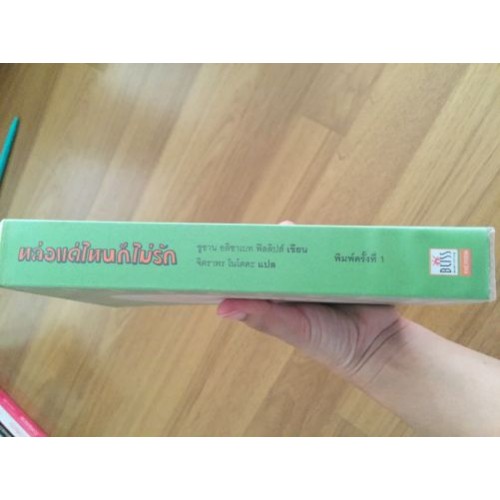 หล่อแค่ไหนก็ไม่รัก
ซูซาน อลิซาเบท ฟิลลิปส์ เขียน
จิตราพร โนโตดะ แปล
พิมพ์ครั้งที่ 1
BLISS